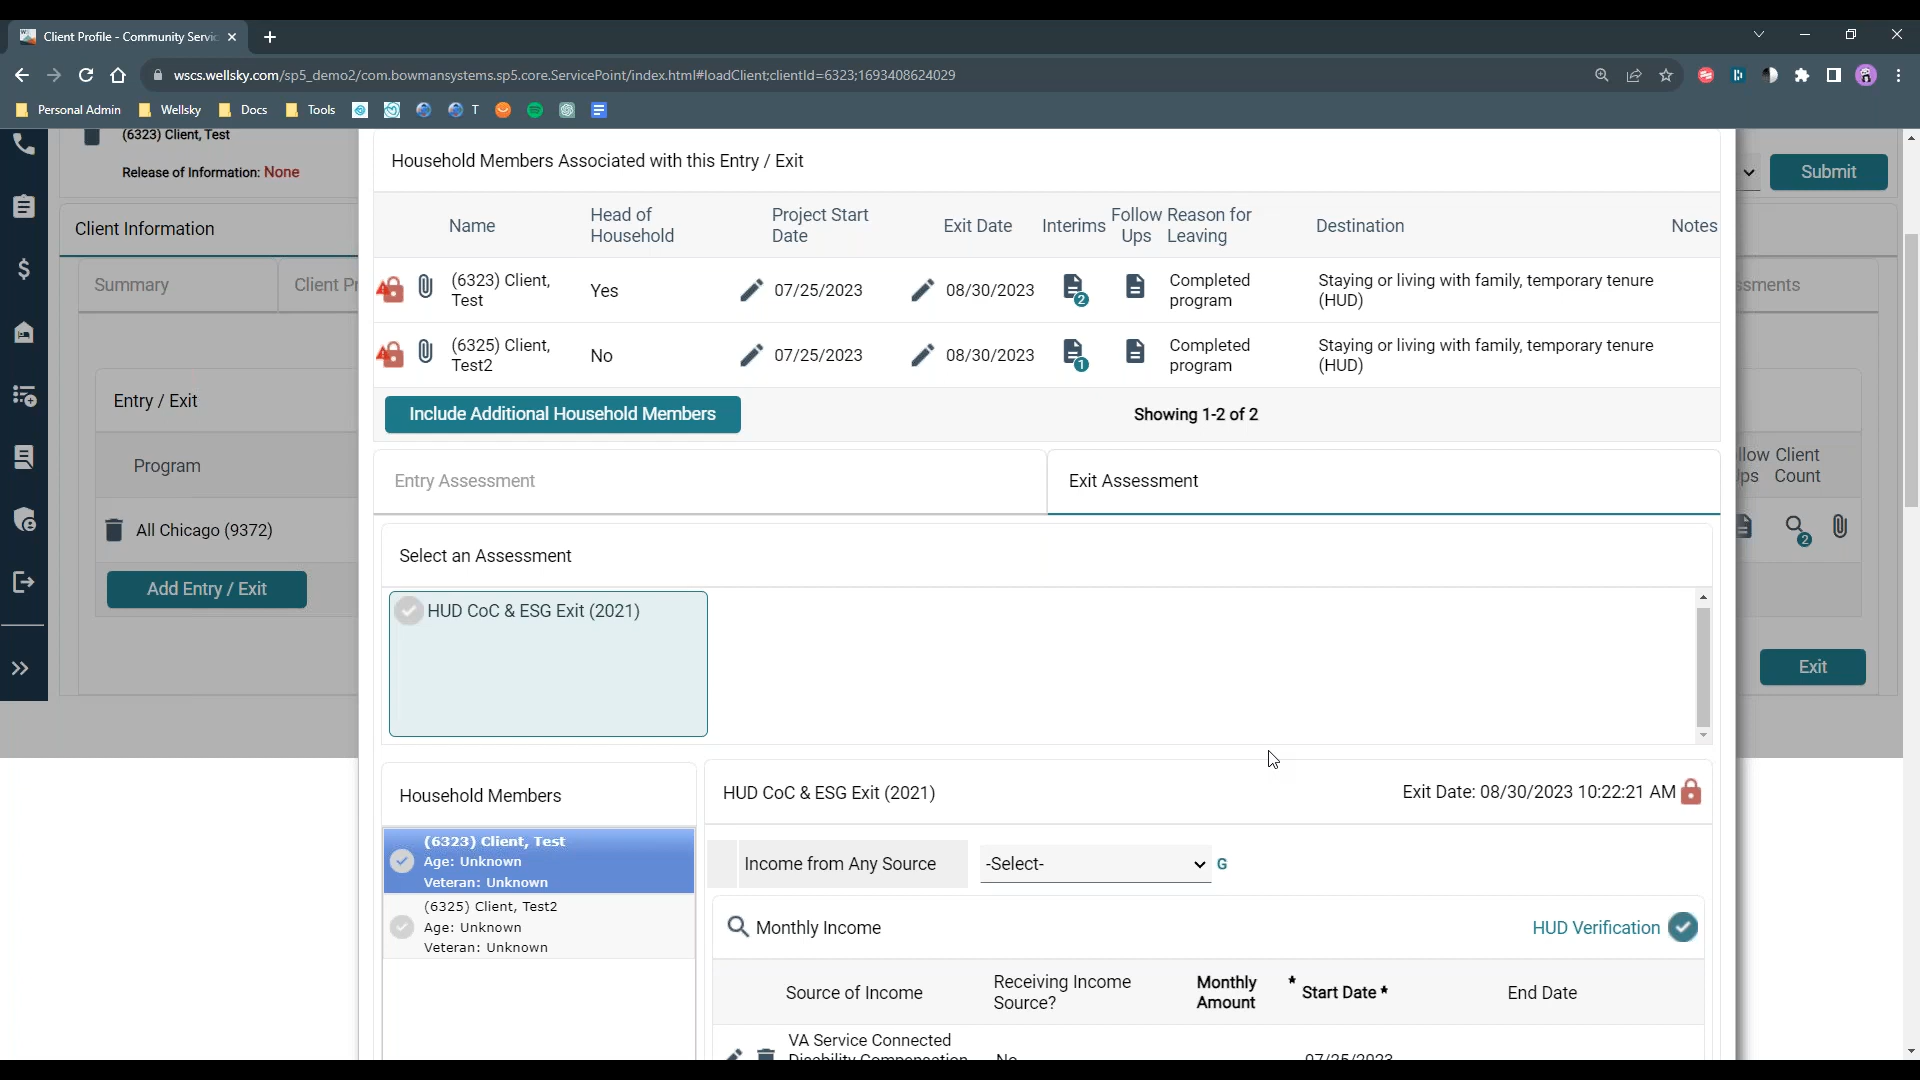 Client Profile - Community Servic
wscs.wellsky.com/sp5_demo2/com.bowmansystems.sp5.core.ServicePoint/index.html#loadClient;clientId=6323;1693408624029
Personal Admin Wellsky Docs Tools T
(6323) Client, Test
Release of Information: None
Submit
Client Information
Summary Client Pr ssments
Entry / Exit
Program
llow Client
Ups Count
All Chicago (9372)
2
Add Entry / Exit
Exit
Household Members Associated with this Entry / Exit
Name Head of Household Project Start Date Exit Date Interims Follow Ups Reason for Leaving Destination Notes
(6323) Client, Test Yes 07/25/2023 08/30/2023 2 Completed program Staying or living with family, temporary tenure (HUD)
(6325) Client, Test2 No 07/25/2023 08/30/2023 1 Completed program Staying or living with family, temporary tenure (HUD)
Include Additional Household Members Showing 1-2 of 2
Entry Assessment Exit Assessment
Select an Assessment
HUD CoC & ESG Exit (2021)
Household Members
(6323) Client, Test
Age: Unknown
Veteran: Unknown
(6325) Client, Test2
Age: Unknown
Veteran: Unknown
HUD CoC & ESG Exit (2021) Exit Date: 08/30/2023 10:22:21 AM
Income from Any Source -Select- G
Monthly Income HUD Verification
Source of Income Receiving Income Source? Monthly Amount * Start Date * End Date
VA Service Connected
Disability Compensation No 07/25/2023